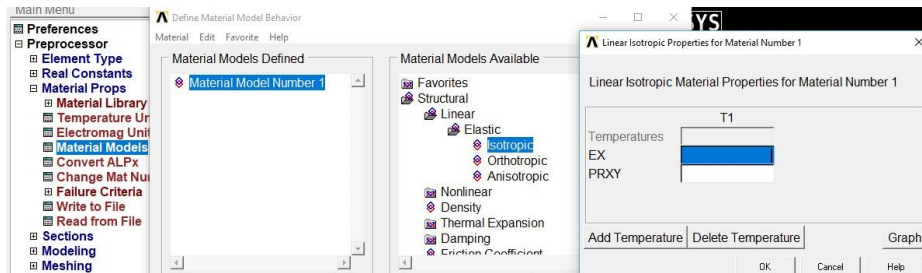 Main Menu
Preferences
Preprocessor
Element Type
Real Constants
Material Props
Material Library
Temperature Un
Electromag Unit
Material Models
Convert ALPx
Change Mat Nu
Failure Criteria
Write to File
Read from File
Sections
Modeling
Meshing
Define Material Model Behavior
Material Edit Favorite Help
Material Models Defined
Material Model Number 1
Material Models Available
Favorites
Structural
Linear
Elastic
Isotropic
Orthotropic
Anisotropic
Nonlinear
Density
Thermal Expansion
Damping
Friction Coefficient
SYS
Linear Isotropic Properties for Material Number 1
Linear Isotropic Material Properties for Material Number 1
T1
Temperatures
EX
PRXY
Add Temperature Delete Temperature Graph
OK Cancel Help